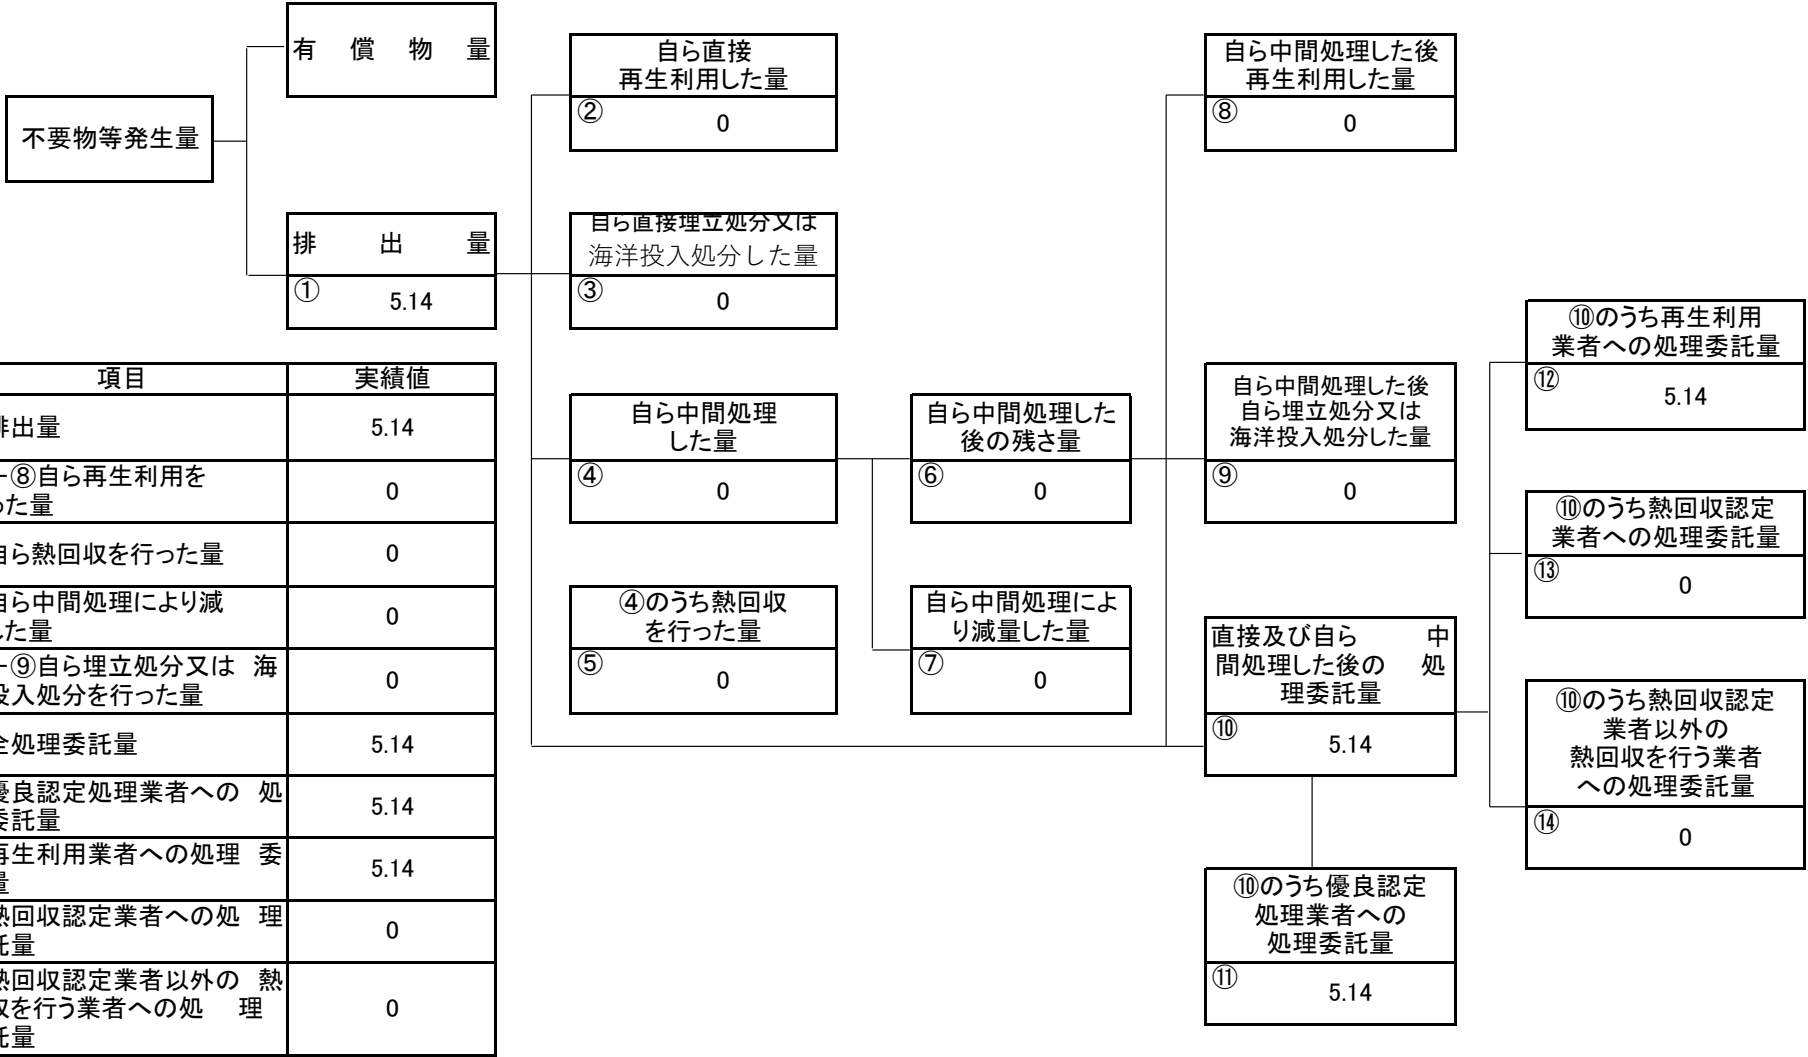 有償物量
不要物等発生量
排出量
① 5.14
自ら直接
再生利用した量
② 0
自ら直接埋立処分又は
海洋投入処分した量
③ 0
自ら中間処理
した量
④ 0
④のうち熱回収
を行った量
⑤ 0
自ら中間処理した
後の残さ量
⑥ 0
自ら中間処理によ
り減量した量
⑦ 0
自ら中間処理した後
再生利用した量
⑧ 0
自ら中間処理した後
自ら埋立処分又は
海洋投入処分した量
⑨ 0
直接及び自ら 中
間処理した後の 処
理委託量
⑩ 5.14
⑩のうち優良認定
処理業者への
処理委託量
⑪ 5.14
⑩のうち再生利用
業者への処理委託量
⑫ 5.14
⑩のうち熱回収認定
業者への処理委託量
⑬ 0
⑩のうち熱回収認定
業者以外の
熱回収を行う業者
への処理委託量
⑭ 0
項目 実績値
排出量 5.14
⑧自ら再生利用を
った量 0
自ら熱回収を行った量 0
自ら中間処理により減
した量 0
⑨自ら埋立処分又は 海
投入処分を行った量 0
全処理委託量 5.14
優良認定処理業者への 処
委託量 5.14
再生利用業者への処理 委
量 5.14
熱回収認定業者への処 理
託量 0
熱回収認定業者以外の 熱
収を行う業者への処 理
託量 0